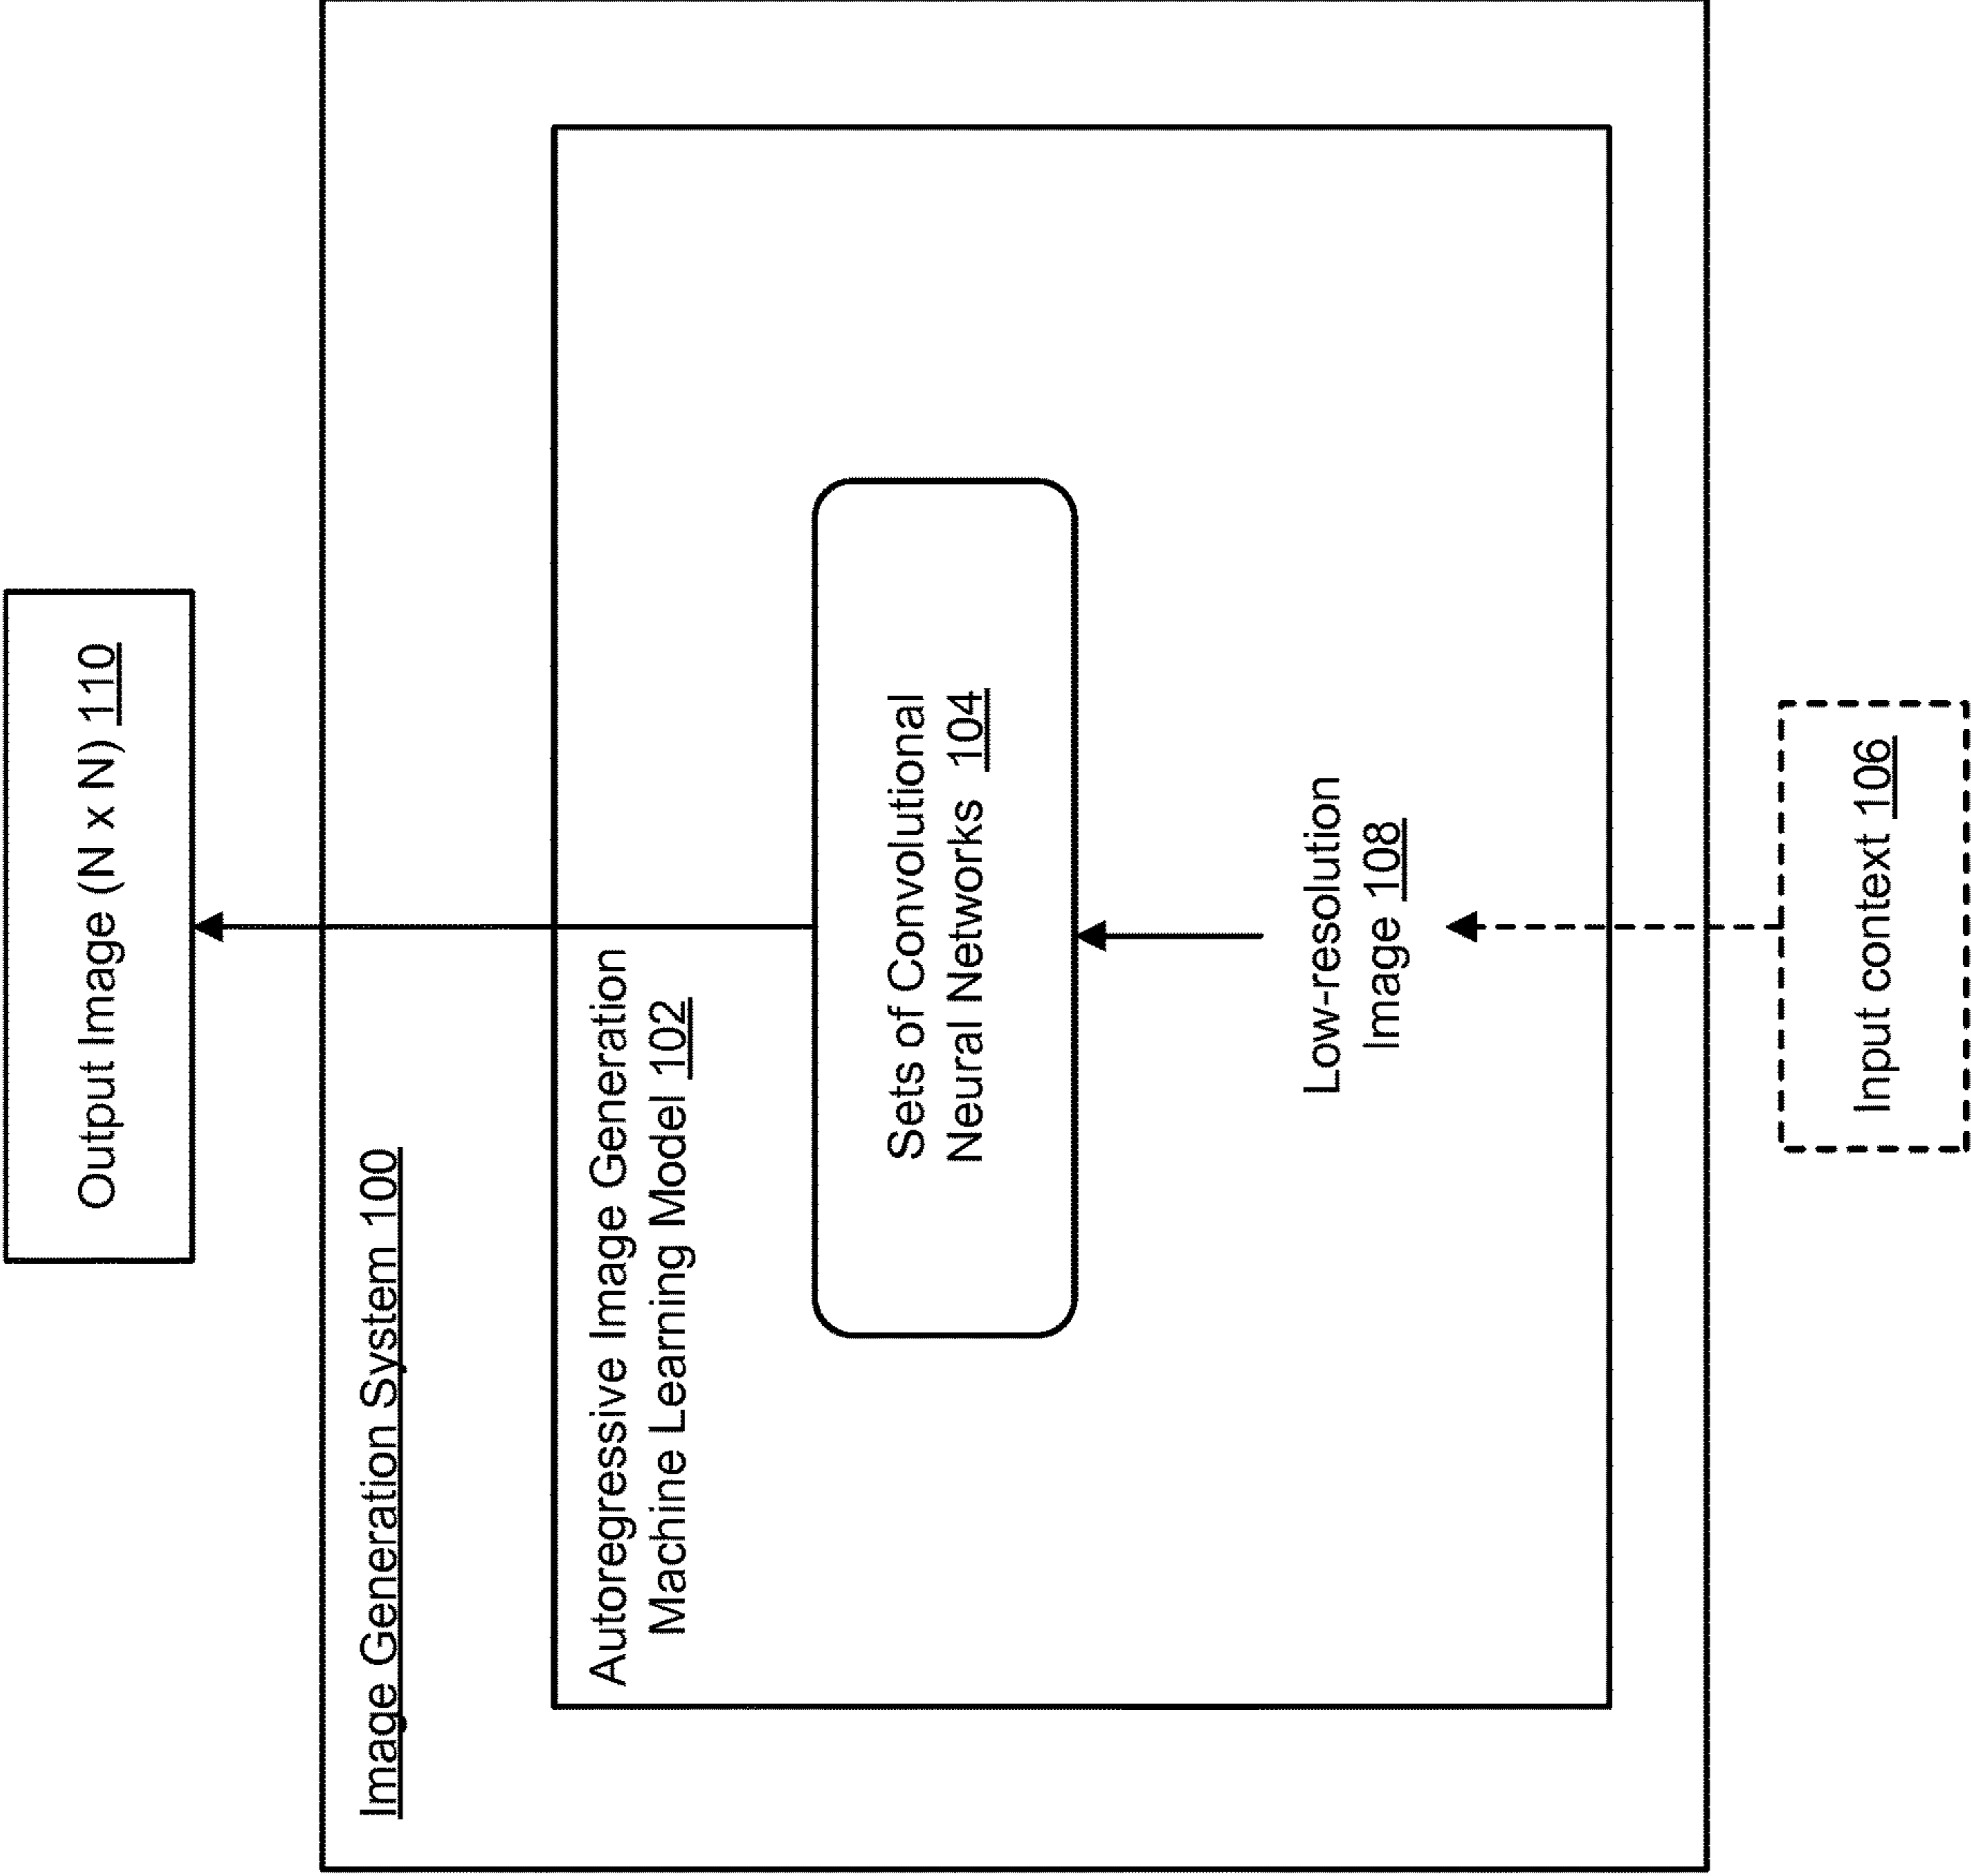 Output Image (N x N) 110
Image Generation System 100
Autoregressive Image Generation
Machine Learning Model 102
Sets of Convolutional
Neural Networks 104
Low-resolution
Image 108
Input context 106